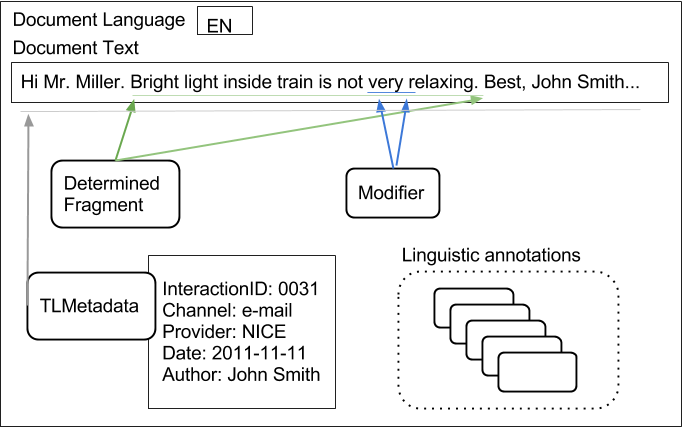 Document Language EN
Document Text
Hi Mr. Miller. Bright light inside train is not very relaxing. Best, John Smith...
Determined
Fragment
Modifier
TLMetadata
InteractionID: 0031
Channel: e-mail
Provider: NICE
Date: 2011-11-11
Author: John Smith
Linguistic annotations